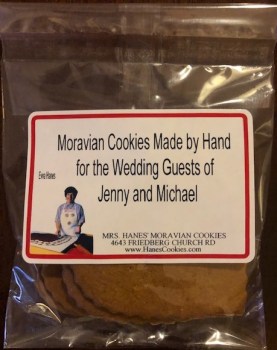 Moravian Cookies Made by Hand
for the Wedding Guests of
Jenny and Michael
Evva Hanes
MRS. HANES' MORAVIAN COOKIES
4643 FRIEDBERG CHURCH RD
www.HanesCookies.com